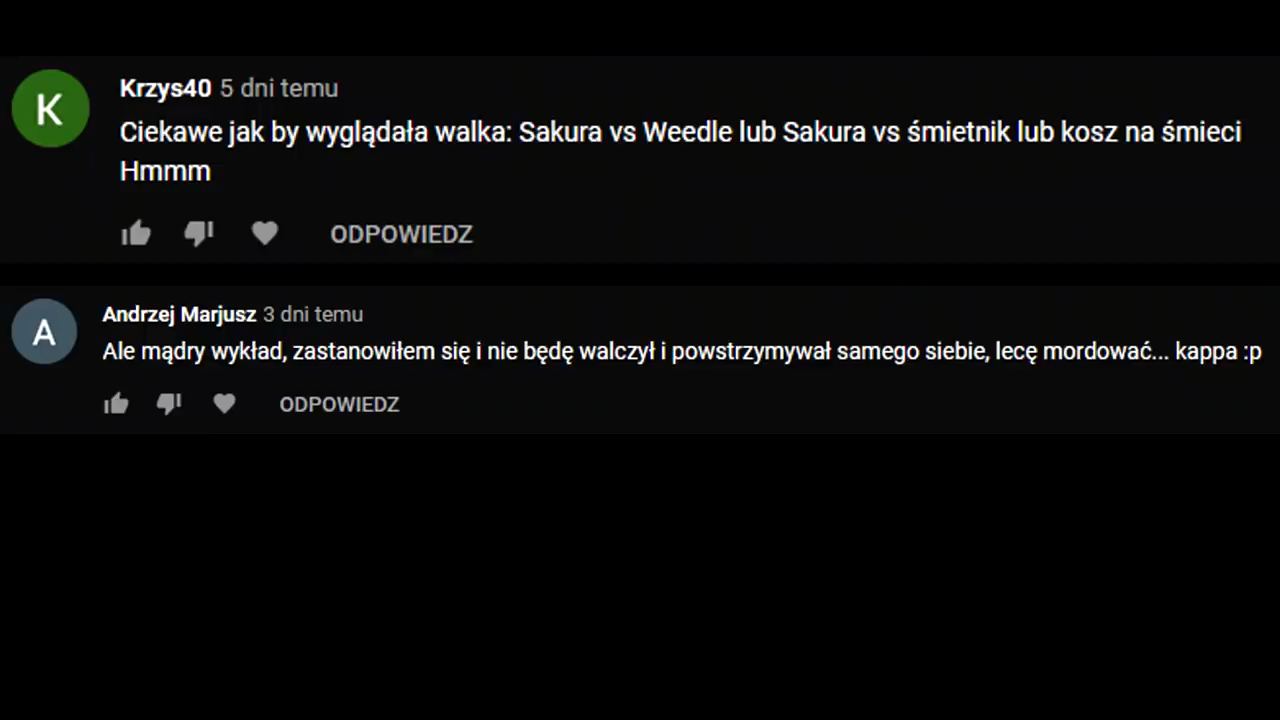 K
Krzys40 5 dni temu
Ciekawe jak by wyglądała walka: Sakura vs Weedle lub Sakura vs śmietnik lub kosz na śmieci
Hmmm
ODPOWIEDZ
A
Andrzej Marjusz 3 dni temu
Ale mądry wykład, zastanowiłem się i nie będę walczył i powstrzymywał samego siebie, lecę mordować... kappa :p
ODPOWIEDZ